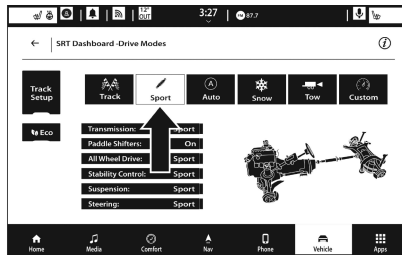 12°
OUT
3:27
FM 87.7
SRT Dashboard -Drive Modes
Track
Setup
Track
Sport
Auto
Snow
Tow
Custom
Eco
Transmission: Sport
Paddle Shifters: On
All Wheel Drive: Sport
Stability Control: Sport
Suspension: Sport
Steering: Sport
Home
Media
Comfort
Nav
Phone
Vehicle
Apps